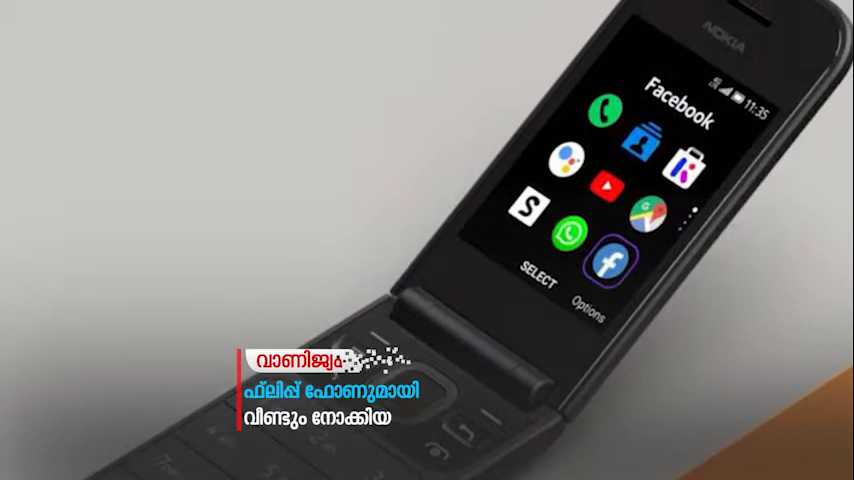 NOKIA
11:35
Facebook
G
S
SELECT
Options
വാണിജ്യം
ഫ്ലിപ്പ് ഫോണുമായി
വീണ്ടും നോക്കിയ